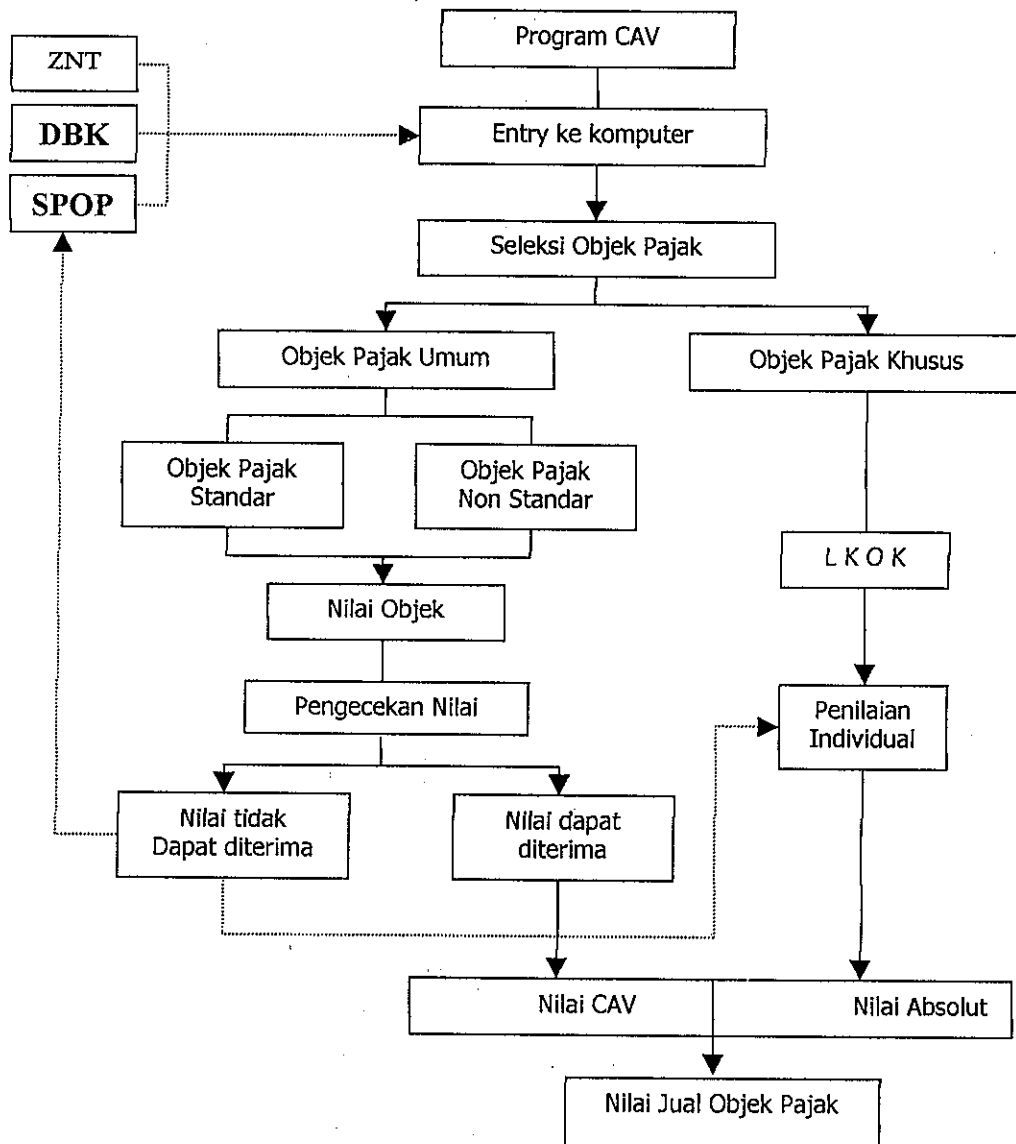 Program CAV
ZNT
DBK
SPOP
Entry ke komputer
Seleksi Objek Pajak
Objek Pajak Umum
Objek Pajak Khusus
Objek Pajak
Standar
Objek Pajak
Non Standar
L K O K
Nilai Objek
Pengecekan Nilai
Penilaian
Individual
Nilai tidak
Dapat diterima
Nilai dapat
diterima
Nilai CAV
Nilai Absolut
Nilai Jual Objek Pajak